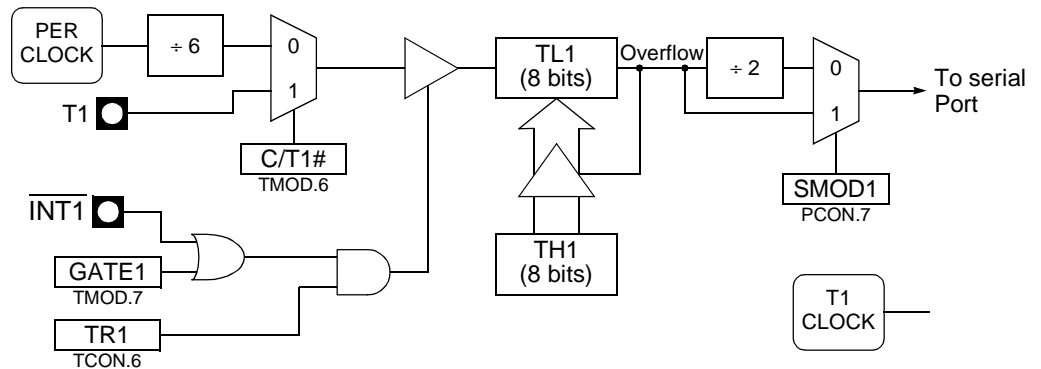 PER
CLOCK
÷ 6
0
1
T1
C/T1#
TMOD.6
INT1
GATE1
TMOD.7
TR1
TCON.6
TL1
(8 bits)
Overflow
÷ 2
0
1
To serial
Port
SMOD1
PCON.7
TH1
(8 bits)
T1
CLOCK